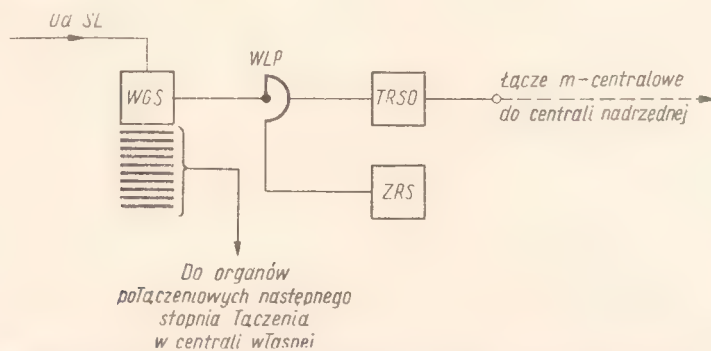 Od SL
WLP
WGS
TRSO
Łącze m-centralowe
do centrali nadrzędnej
ZRS
Do organów
połączeniowych następnego
stopnia łączenia
w centrali własnej